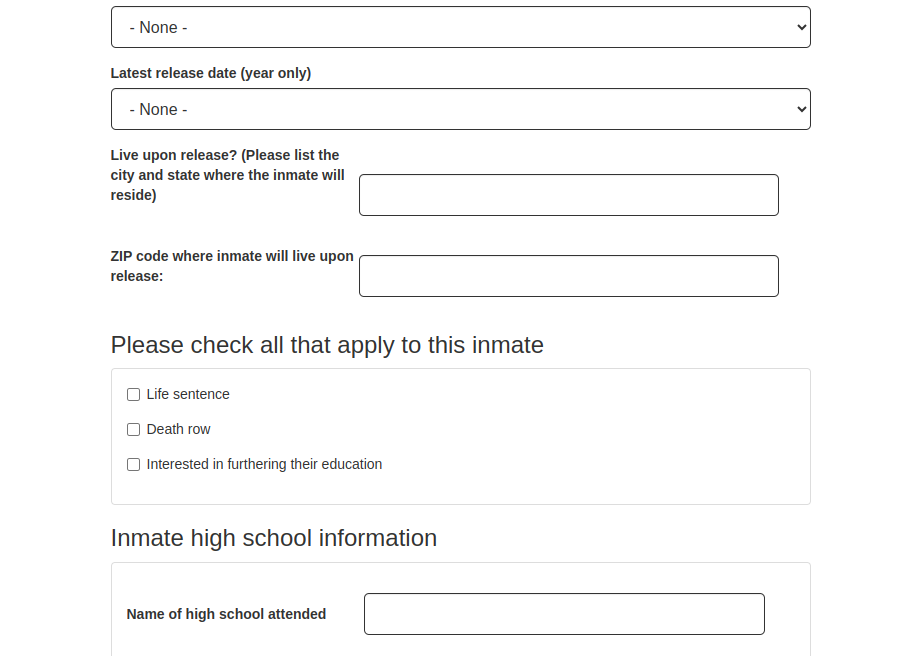 - None -
Latest release date (year only)
- None -
Live upon release? (Please list the
city and state where the inmate will
reside)
ZIP code where inmate will live upon
release:
Please check all that apply to this inmate
Life sentence
Death row
Interested in furthering their education
Inmate high school information
Name of high school attended